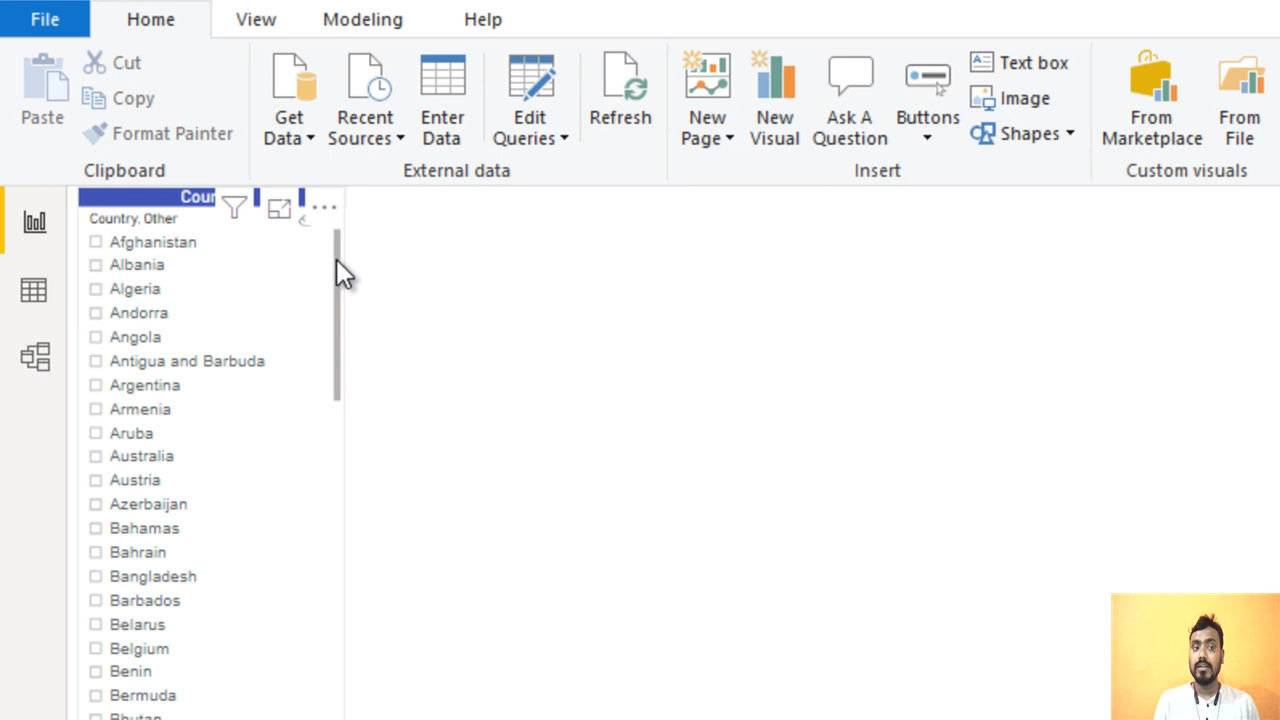 File Home View Modeling Help
Paste
Cut
Copy
Format Painter
Clipboard
Get Data
Recent Sources
Enter Data
Edit Queries
Refresh
External data
New Page
New Visual
Ask A Question
Buttons
Text box
Image
Shapes
Insert
From Marketplace
From File
Custom visuals
Cour
Country, Other
Afghanistan
Albania
Algeria
Andorra
Angola
Antigua and Barbuda
Argentina
Armenia
Aruba
Australia
Austria
Azerbaijan
Bahamas
Bahrain
Bangladesh
Barbados
Belarus
Belgium
Benin
Bermuda
Bhutan